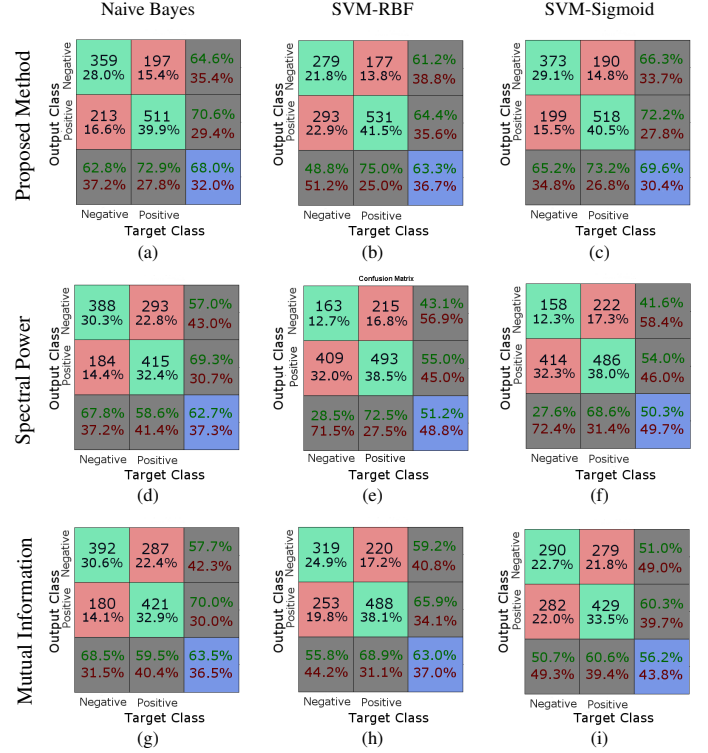 Naive Bayes SVM-RBF SVM-Sigmoid
Proposed Method
Output Class
Negative
Positive
359 197 64.6%
28.0% 15.4% 35.4%
213 511 70.6%
16.6% 39.9% 29.4%
62.8% 72.9% 68.0%
37.2% 27.8% 32.0%
Negative Positive
Target Class
(a)
Output Class
Negative
Positive
279 177 61.2%
21.8% 13.8% 38.8%
293 531 64.4%
22.9% 41.5% 35.6%
48.8% 75.0% 63.3%
51.2% 25.0% 36.7%
Negative Positive
Target Class
(b)
Output Class
Negative
Positive
373 190 66.3%
29.1% 14.8% 33.7%
199 518 72.2%
15.5% 40.5% 27.8%
65.2% 73.2% 69.6%
34.8% 26.8% 30.4%
Negative Positive
Target Class
(c)
Spectral Power
Output Class
Negative
Positive
388 293 57.0%
30.3% 22.8% 43.0%
184 415 69.3%
14.4% 32.4% 30.7%
67.8% 58.6% 62.7%
37.2% 41.4% 37.3%
Negative Positive
Target Class
(d)
Confusion Matrix
Output Class
Negative
Positive
163 215 43.1%
12.7% 16.8% 56.9%
409 493 55.0%
32.0% 38.5% 45.0%
28.5% 72.5% 51.2%
71.5% 27.5% 48.8%
Negative Positive
Target Class
(e)
Output Class
Negative
Positive
158 222 41.6%
12.3% 17.3% 58.4%
414 486 54.0%
32.3% 38.0% 46.0%
27.6% 68.6% 50.3%
72.4% 31.4% 49.7%
Negative Positive
Target Class
(f)
Mutual Information
Output Class
Negative
Positive
392 287 57.7%
30.6% 22.4% 42.3%
180 421 70.0%
14.1% 32.9% 30.0%
68.5% 59.5% 63.5%
31.5% 40.4% 36.5%
Negative Positive
Target Class
(g)
Output Class
Negative
Positive
319 220 59.2%
24.9% 17.2% 40.8%
253 488 65.9%
19.8% 38.1% 34.1%
55.8% 68.9% 63.0%
44.2% 31.1% 37.0%
Negative Positive
Target Class
(h)
Output Class
Negative
Positive
290 279 51.0%
22.7% 21.8% 49.0%
282 429 60.3%
22.0% 33.5% 39.7%
50.7% 60.6% 56.2%
49.3% 39.4% 43.8%
Negative Positive
Target Class
(i)